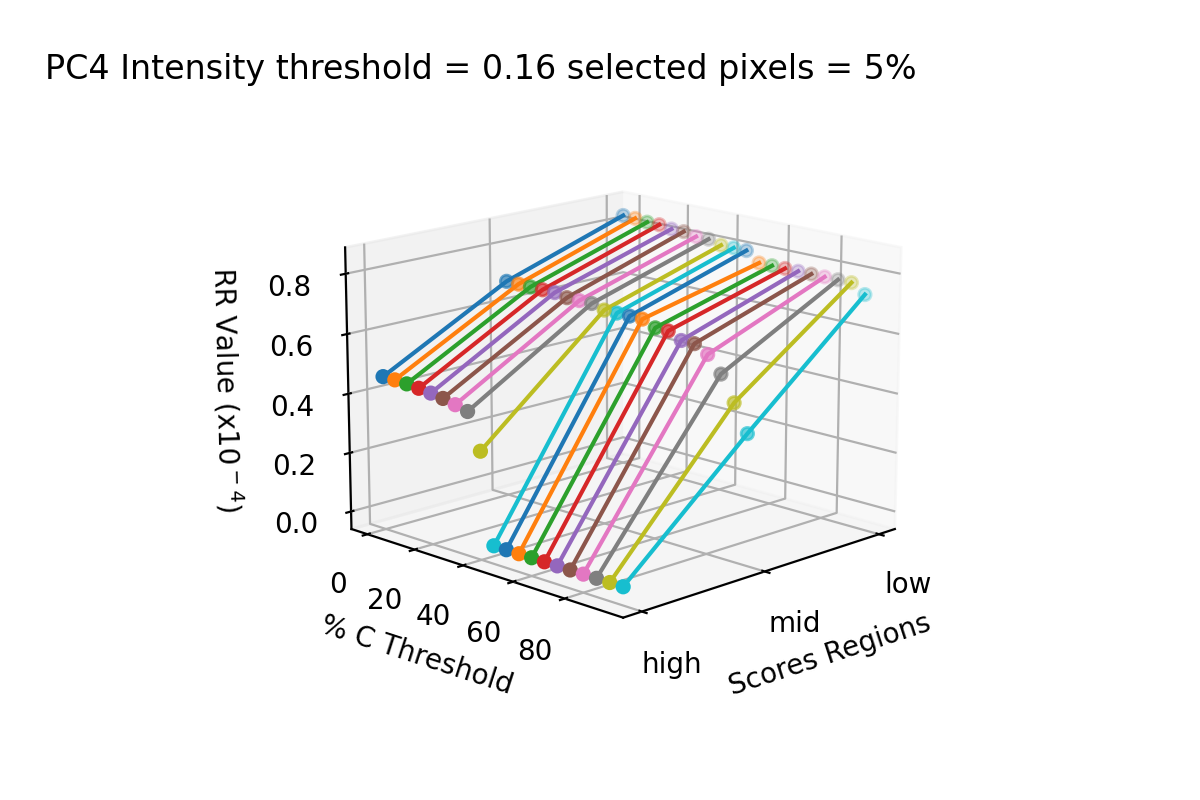 PC4 Intensity threshold = 0.16 selected pixels = 5%
RR Value (x10⁻⁴)
0.8
0.6
0.4
0.2
0.0
0
20
40
60
80
% C Threshold
high
mid
low
Scores Regions